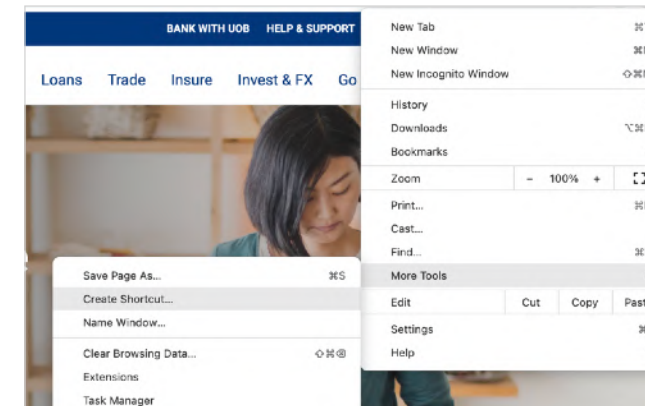 BANK WITH UOB HELP & SUPPORT
Loans Trade Insure Invest & FX Go
New Tab
New Window
New Incognito Window
History
Downloads
Bookmarks
Zoom - 100% +
Print...
Cast...
Find...
More Tools
Edit Cut Copy Past
Settings
Help
Save Page As... ⌘S
Create Shortcut...
Name Window...
Clear Browsing Data... ⇧⌘⌫
Extensions
Task Manager